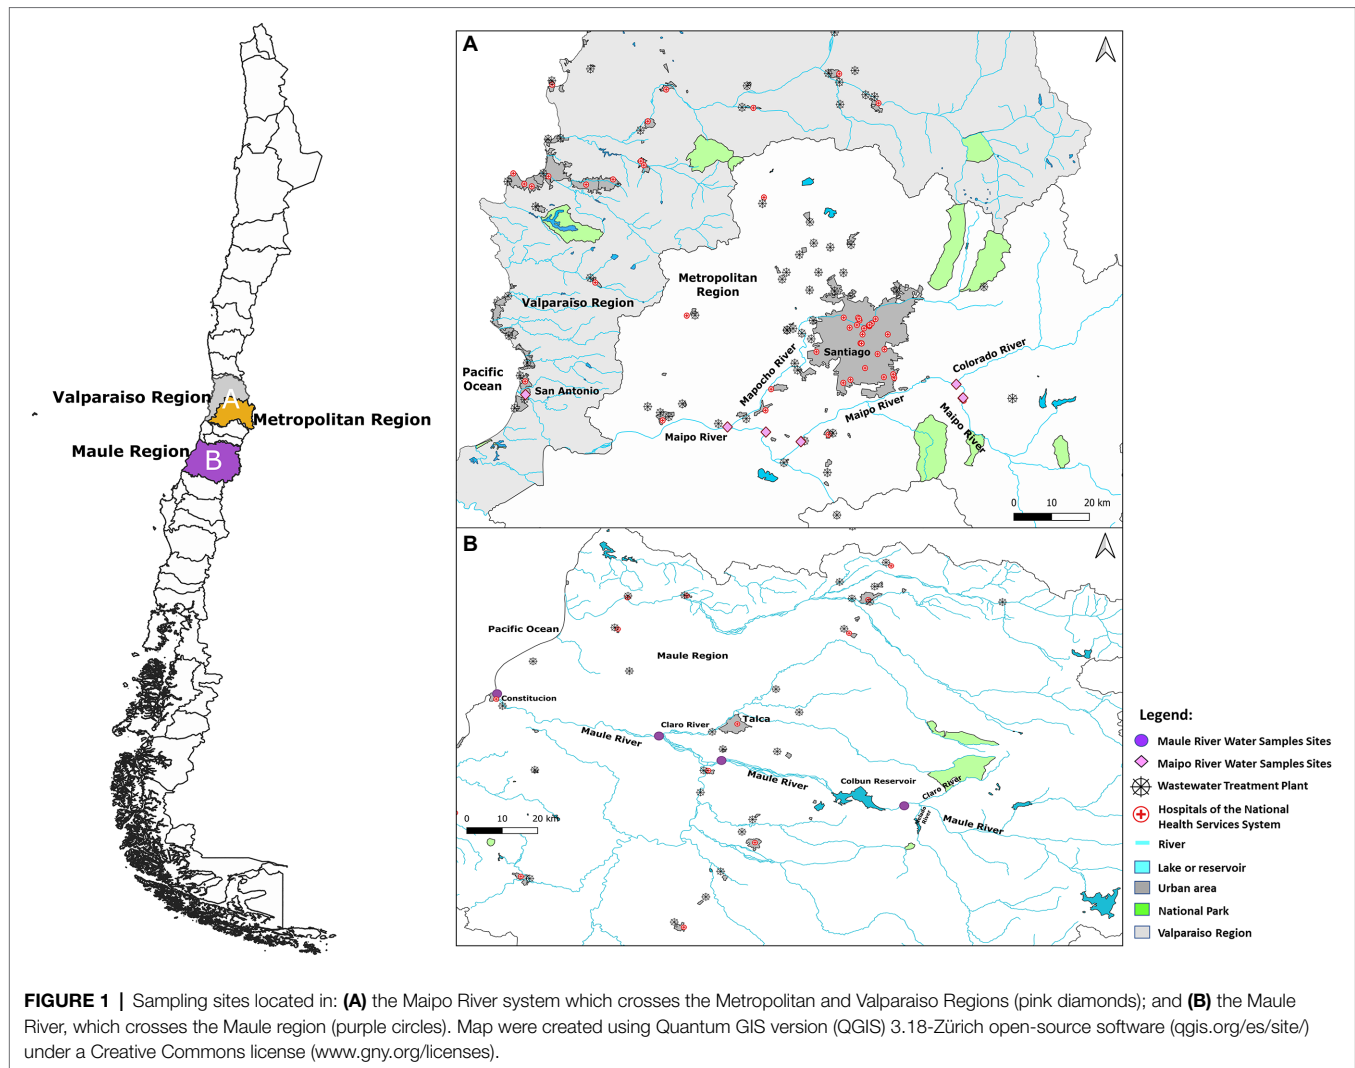 Valparaiso Region
A
Metropolitan Region
Maule Region
B
A
Metropolitan
Region
Valparaíso Region
Pacific
Ocean
San Antonio
Santiago
Mapocho River
Colorado River
Maipo River
Maipo River
Maipo River
0 10 20 km
B
Pacific Ocean
Maule Region
Constitucion
Claro River
Talca
Maule River
Maule River
Colbun Reservoir
Claro River
River
Maule River
0 10 20 km
Legend:
Maule River Water Samples Sites
Maipo River Water Samples Sites
Wastewater Treatment Plant
Hospitals of the National
Health Services System
River
Lake or reservoir
Urban area
National Park
Valparaiso Region
FIGURE 1 | Sampling sites located in: (A) the Maipo River system which crosses the Metropolitan and Valparaiso Regions (pink diamonds); and (B) the Maule
River, which crosses the Maule region (purple circles). Map were created using Quantum GIS version (QGIS) 3.18-Zürich open-source software (qgis.org/es/site/)
under a Creative Commons license (www.gny.org/licenses).